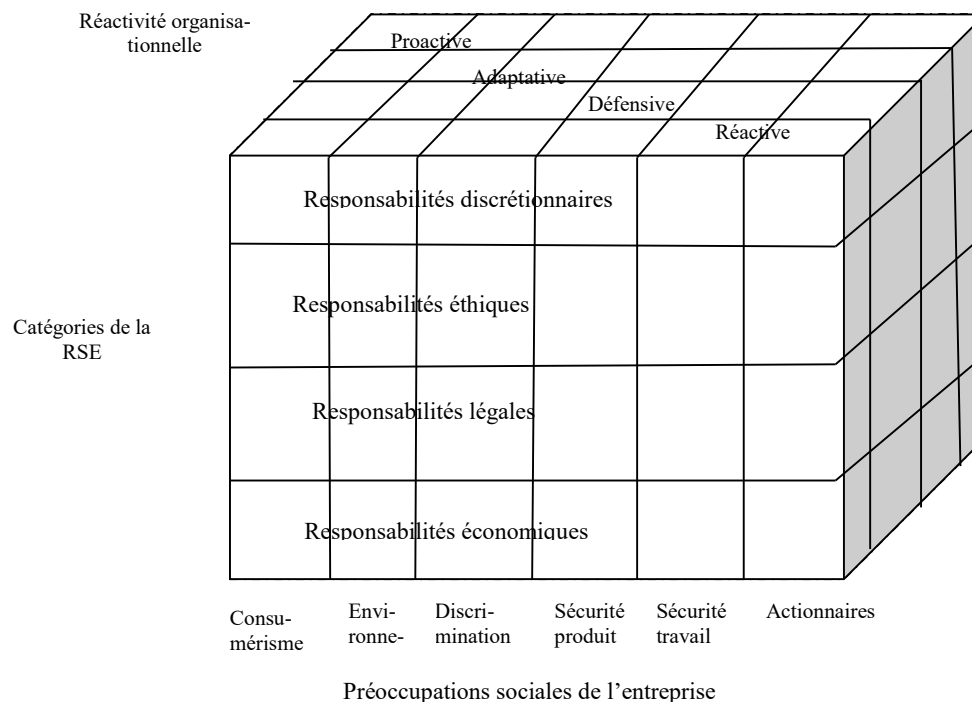 Réactivité organisa-
tionnelle
Proactive
Adaptative
Défensive
Réactive
Responsabilités discrétionnaires
Responsabilités éthiques
Catégories de la
RSE
Responsabilités légales
Responsabilités économiques
Consu-
mérisme
Envi-
ronne-
Discri-
mination
Sécurité
produit
Sécurité
travail
Actionnaires
Préoccupations sociales de l’entreprise